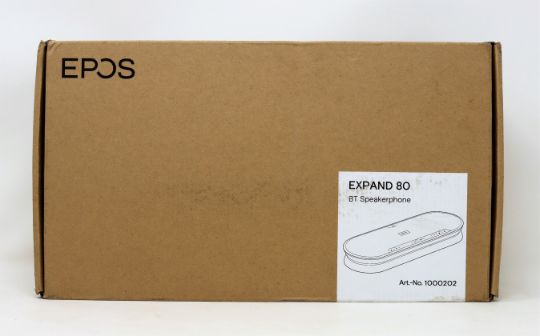 EPOS
EXPAND 80
BT Speakerphone
Art.-No. 1000202